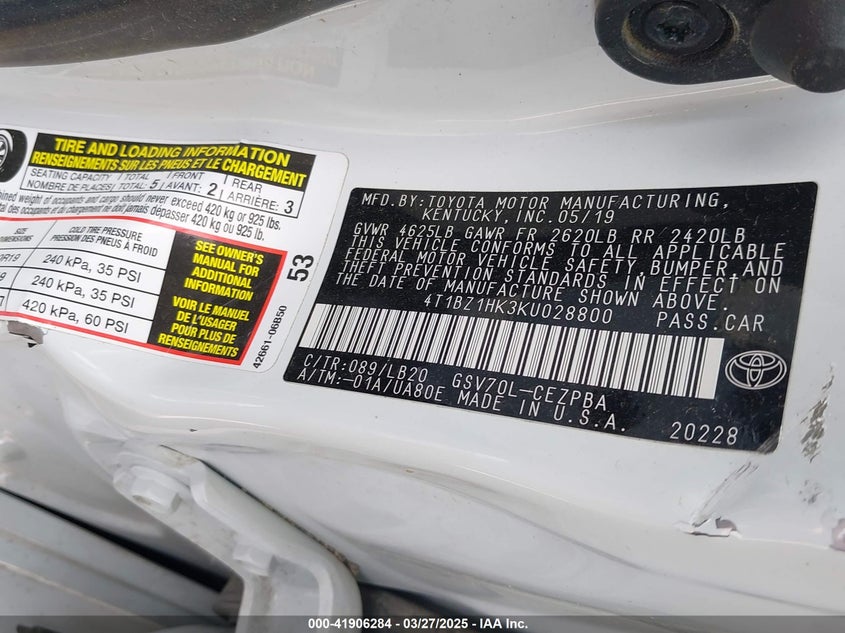 TIRE AND LOADING INFORMATION
RENSEIGNEMENTS SUR LES PNEUS ET LE CHARGEMENT
SEATING CAPACITY TOTAL FRONT REAR
NOMBRE DE PLACES TOTAL: 5 AVANT: 2 ARRIÈRE: 3
weight of occupants and cargo should never exceed 420 kg or 925 lbs.
total des occupants et du chargement ne doit jamais dépasser 420 kg ou 925 lb.
COLD TIRE PRESSURE
PRESSION DES PNEUS À FROID
240 kPa, 35 PSI
240 kPa, 35 PSI
420 kPa, 60 PSI
SEE OWNER'S
MANUAL FOR
ADDITIONAL
INFORMATION
VOIR LE MANUEL
DE L'USAGER
POUR PLUS DE
RENSEIGNEMENTS
53
42661-06B50
MFD.BY:TOYOTA MOTOR MANUFACTURING,
KENTUCKY, INC. 05/19
GVWR 4625LB GAWR FR 2620LB RR 2420LB
THIS VEHICLE CONFORMS TO ALL APPLICABLE
FEDERAL MOTOR VEHICLE SAFETY,BUMPER,AND
THEFT PREVENTION STANDARDS IN EFFECT ON
THE DATE OF MANUFACTURE SHOWN ABOVE.
4T1BZ1HK3KU028800 PASS.CAR
C/TR:089/LB20 GSV70L-CEZPBA
A/TM:-01A/UA80E MADE IN U.S.A.
20228
000-41906284 - 03/27/2025 - IAAI.COM